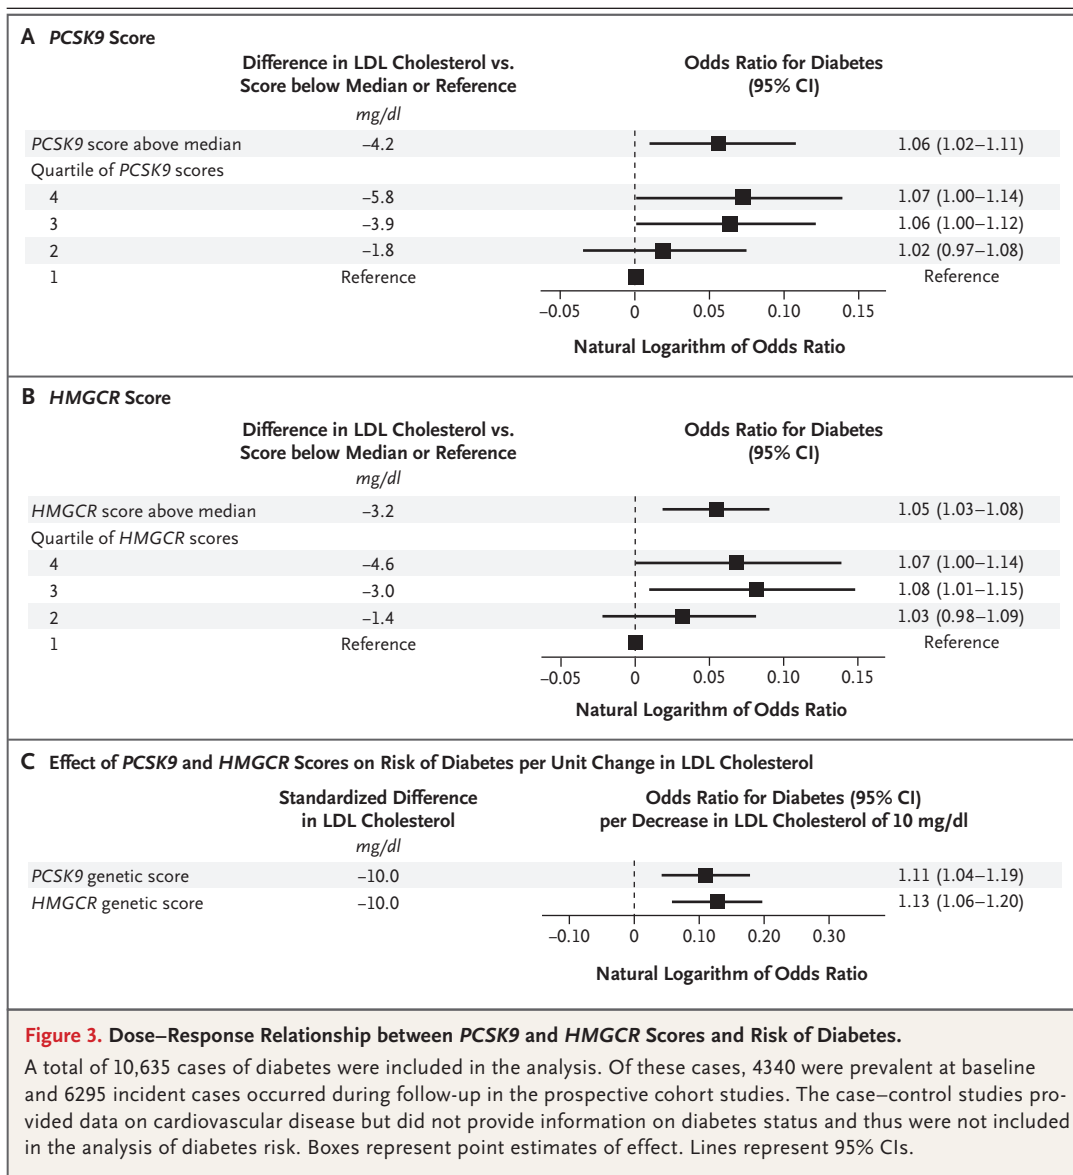 A PCSK9 Score
Difference in LDL Cholesterol vs.
Score below Median or Reference
Odds Ratio for Diabetes
(95% CI)
mg/dl
PCSK9 score above median –4.2 1.06 (1.02–1.11)
Quartile of PCSK9 scores
4 –5.8 1.07 (1.00–1.14)
3 –3.9 1.06 (1.00–1.12)
2 –1.8 1.02 (0.97–1.08)
1 Reference Reference
–0.05 0 0.05 0.10 0.15
Natural Logarithm of Odds Ratio
B HMGCR Score
Difference in LDL Cholesterol vs.
Score below Median or Reference
Odds Ratio for Diabetes
(95% CI)
mg/dl
HMGCR score above median –3.2 1.05 (1.03–1.08)
Quartile of HMGCR scores
4 –4.6 1.07 (1.00–1.14)
3 –3.0 1.08 (1.01–1.15)
2 –1.4 1.03 (0.98–1.09)
1 Reference Reference
–0.05 0 0.05 0.10 0.15
Natural Logarithm of Odds Ratio
C Effect of PCSK9 and HMGCR Scores on Risk of Diabetes per Unit Change in LDL Cholesterol
Standardized Difference
in LDL Cholesterol
Odds Ratio for Diabetes (95% CI)
per Decrease in LDL Cholesterol of 10 mg/dl
mg/dl
PCSK9 genetic score –10.0 1.11 (1.04–1.19)
HMGCR genetic score –10.0 1.13 (1.06–1.20)
–0.10 0 0.10 0.20 0.30
Natural Logarithm of Odds Ratio
Figure 3. Dose–Response Relationship between PCSK9 and HMGCR Scores and Risk of Diabetes.
A total of 10,635 cases of diabetes were included in the analysis. Of these cases, 4340 were prevalent at baseline
and 6295 incident cases occurred during follow-up in the prospective cohort studies. The case–control studies pro-
vided data on cardiovascular disease but did not provide information on diabetes status and thus were not included
in the analysis of diabetes risk. Boxes represent point estimates of effect. Lines represent 95% CIs.